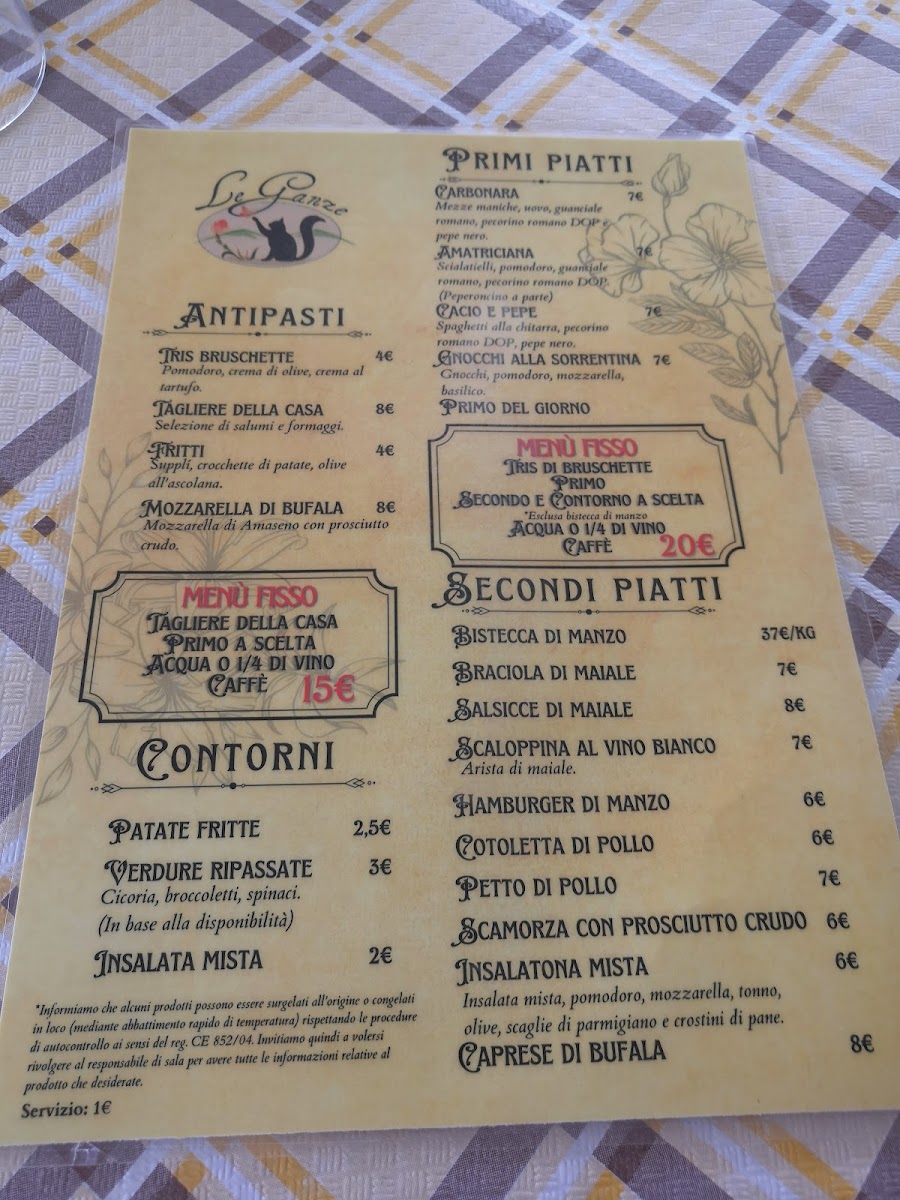 Le Ganze
ANTIPASTI
TRIS BRUSCHETTE 4€
Pomodoro, crema di olive, crema al
tartufo.
TAGLIERE DELLA CASA 8€
Selezione di salumi e formaggi.
FRITTI 4€
Supplí, crocchette di patate, olive
all'ascolana.
MOZZARELLA DI BUFALA 8€
Mozzarella di Amaseno con prosciutto
crudo.
MENÙ FISSO
TAGLIERE DELLA CASA
PRIMO A SCELTA
ACQUA O 1/4 DI VINO
CAFFÈ 15€
CONTORNI
PATATE FRITTE 2,5€
VERDURE RIPASSATE 3€
Cicoria, broccoletti, spinaci.
(In base alla disponibilità)
INSALATA MISTA 2€
*Informiamo che alcuni prodotti possono essere surgelati all'origine o congelati
in loco (mediante abbattimento rapido di temperatura) rispettando le procedure
di autocontrollo ai sensi del reg. CE 852/04. Invitiamo quindi a volersi
rivolgere al responsabile di sala per avere tutte le informazioni relative al
prodotto che desiderate.
Servizio: 1€
PRIMI PIATTI
CARBONARA 7€
Mezze maniche, uovo, guanciale
romano, pecorino romano DOP e
pepe nero.
AMATRICIANA 7€
Scialatielli, pomodoro, guanciale
romano, pecorino romano DOP.
(Peperoncino a parte)
CACIO E PEPE 7€
Spaghetti alla chitarra, pecorino
romano DOP, pepe nero.
GNOCCHI ALLA SORRENTINA 7€
Gnocchi, pomodoro, mozzarella,
basilico.
PRIMO DEL GIORNO
MENÙ FISSO
TRIS DI BRUSCHETTE
PRIMO
SECONDO E CONTORNO A SCELTA
*Esclusa bistecca di manzo
ACQUA O 1/4 DI VINO
CAFFÈ 20€
SECONDI PIATTI
BISTECCA DI MANZO 37€/KG
BRACIOLA DI MAIALE 7€
SALSICCE DI MAIALE 8€
SCALOPPINA AL VINO BIANCO 7€
Arista di maiale.
HAMBURGER DI MANZO 6€
COTOLETTA DI POLLO 6€
PETTO DI POLLO 7€
SCAMORZA CON PROSCIUTTO CRUDO 6€
INSALATONA MISTA 6€
Insalata mista, pomodoro, mozzarella, tonno,
olive, scaglie di parmigiano e crostini di pane.
CAPRESE DI BUFALA 8€